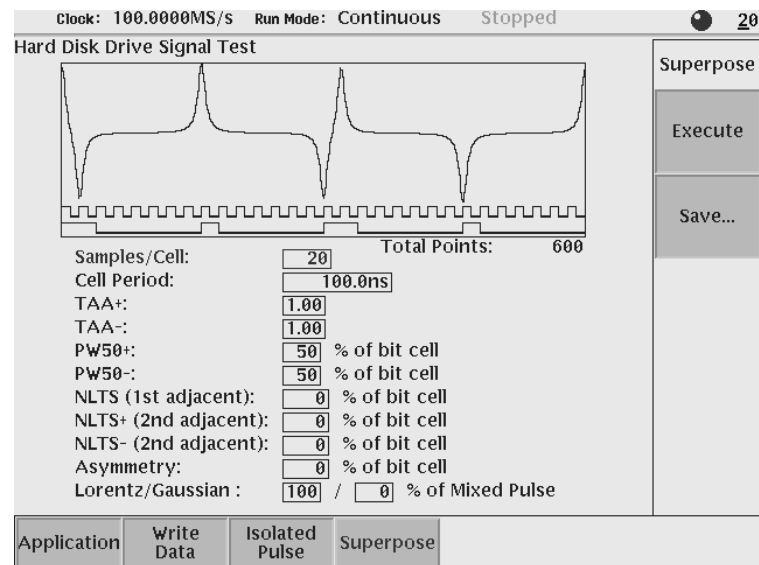 Clock: 100.0000MS/s Run Mode: Continuous Stopped 20
Hard Disk Drive Signal Test
Superpose
Execute
Save...
Total Points: 600
Samples/Cell: 20
Cell Period: 100.0ns
TAA+: 1.00
TAA-: 1.00
PW50+: 50 % of bit cell
PW50-: 50 % of bit cell
NLTS (1st adjacent): 0 % of bit cell
NLTS+ (2nd adjacent): 0 % of bit cell
NLTS- (2nd adjacent): 0 % of bit cell
Asymmetry: 0 % of bit cell
Lorentz/Gaussian : 100 / 0 % of Mixed Pulse
Application Write Data Isolated Pulse Superpose